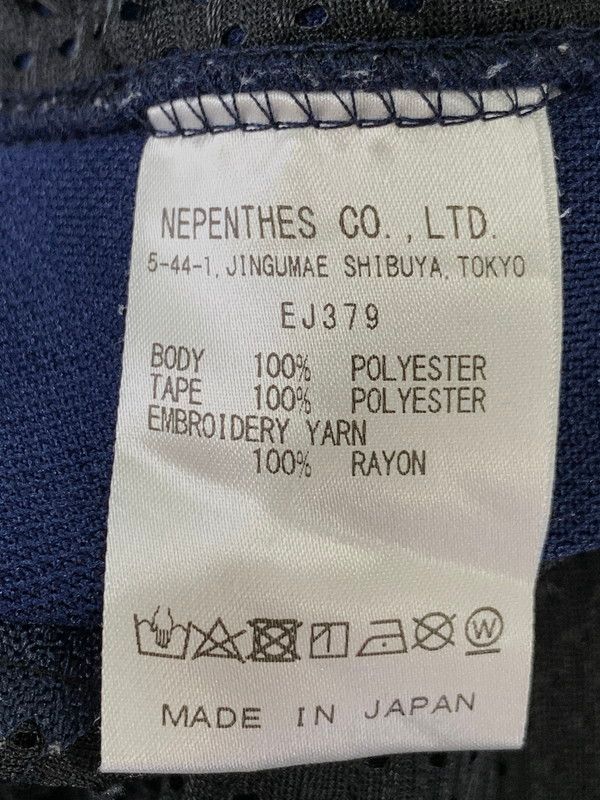 NEPENTHES CO., LTD.
5-44-1, JINGUMAE SHIBUYA, TOKYO
EJ379
BODY 100% POLYESTER
TAPE 100% POLYESTER
EMBROIDERY YARN
100% RAYON
W
MADE IN JAPAN